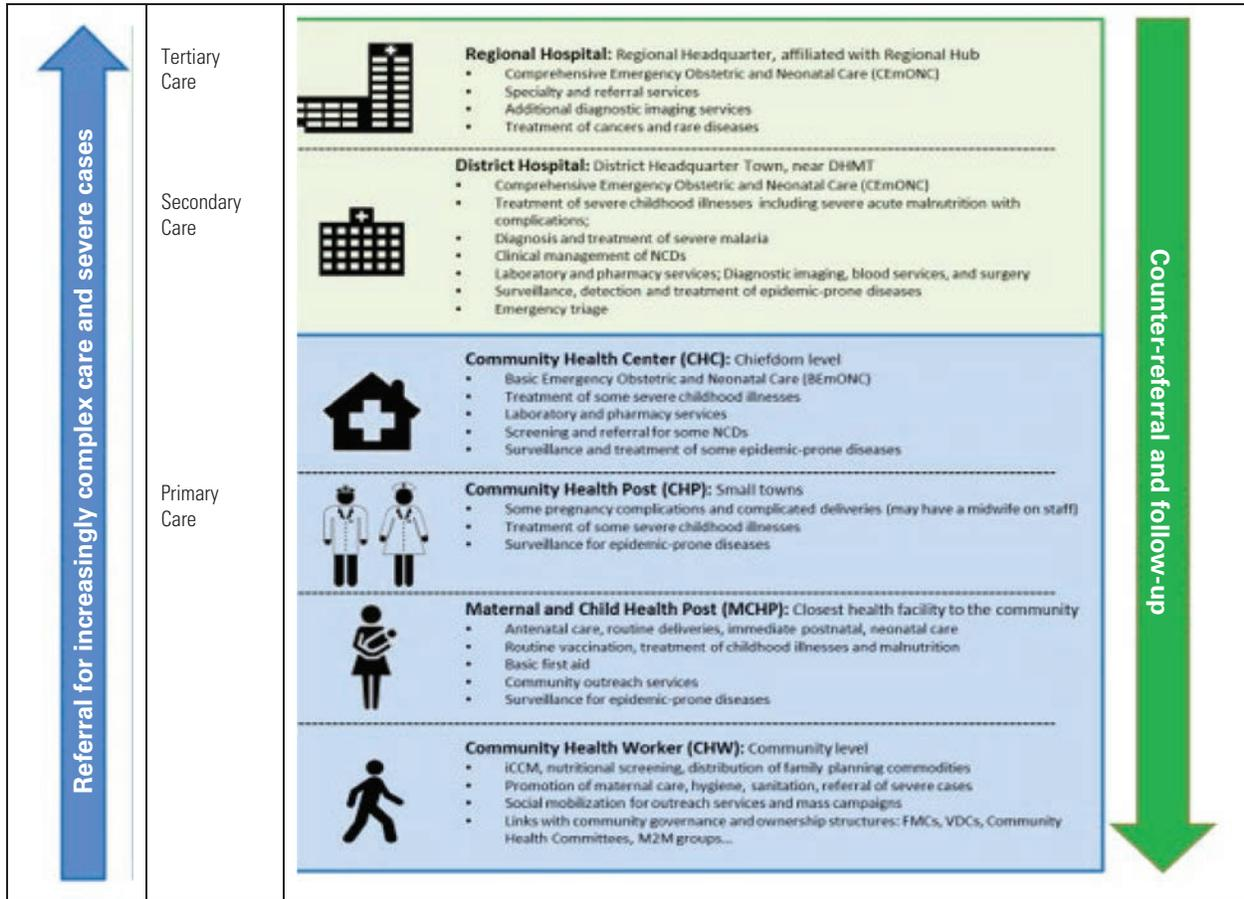 Referral for increasingly complex care and severe cases
Tertiary
Care
Regional Hospital: Regional Headquarter, affiliated with Regional Hub
• Comprehensive Emergency Obstetric and Neonatal Care (CEmONC)
• Specialty and referral services
• Additional diagnostic imaging services
• Treatment of cancers and rare diseases
Secondary
Care
District Hospital: District Headquarter Town, near DHMT
• Comprehensive Emergency Obstetric and Neonatal Care (CEmONC)
• Treatment of severe childhood illnesses including severe acute malnutrition with
complications;
• Diagnosis and treatment of severe malaria
• Clinical management of NCDs
• Laboratory and pharmacy services; Diagnostic imaging, blood services, and surgery
• Surveillance, detection and treatment of epidemic-prone diseases
• Emergency triage
Primary
Care
Community Health Center (CHC): Chiefdom level
• Basic Emergency Obstetric and Neonatal Care (BEmONC)
• Treatment of some severe childhood illnesses
• Laboratory and pharmacy services
• Screening and referral for some NCDs
• Surveillance and treatment of some epidemic-prone diseases
Community Health Post (CHP): Small towns
• Some pregnancy complications and complicated deliveries (may have a midwife on staff)
• Treatment of some severe childhood illnesses
• Surveillance for epidemic-prone diseases
Maternal and Child Health Post (MCHP): Closest health facility to the community
• Antenatal care, routine deliveries, immediate postnatal, neonatal care
• Routine vaccination, treatment of childhood illnesses and malnutrition
• Basic first aid
• Community outreach services
• Surveillance for epidemic-prone diseases
Community Health Worker (CHW): Community level
• iCCM, nutritional screening, distribution of family planning commodities
• Promotion of maternal care, hygiene, sanitation, referral of severe cases
• Social mobilization for outreach services and mass campaigns
• Links with community governance and ownership structures: FMCs, VDCs, Community
Health Committees, M2M groups...
Counter-referral and follow-up